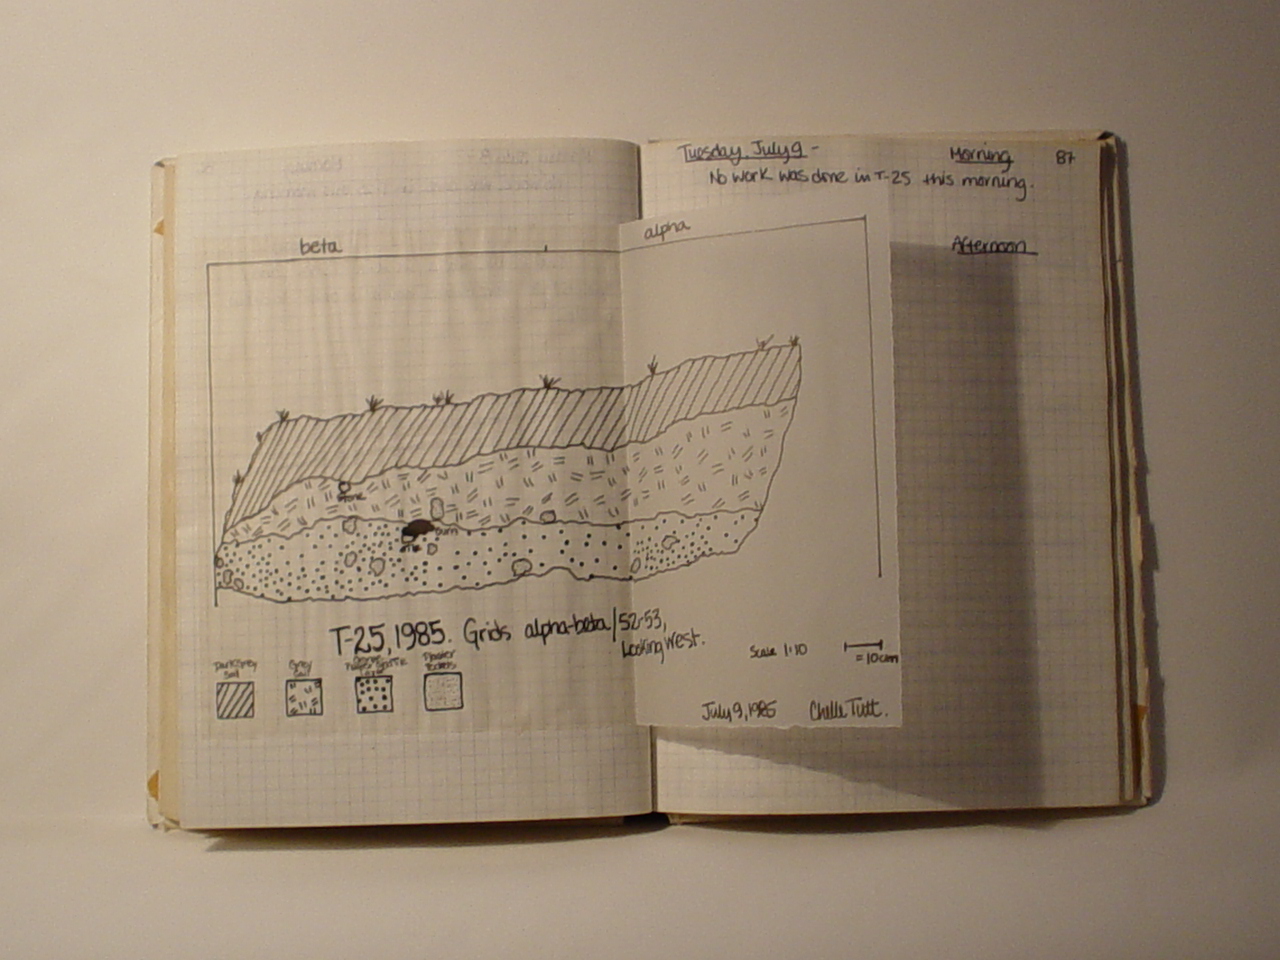 Tuesday, July 9 - Morning 87
No work was done in T-25 this morning.
Afternoon
beta alpha
stone
burn
T-25, 1985. Grids alpha-beta/52-53,
Looking West.
Scale 1:10 = 10cm
Dark Grey Soil
Grey Soil
Plaster Pockets
July 9, 1985 Chelle Tutt.